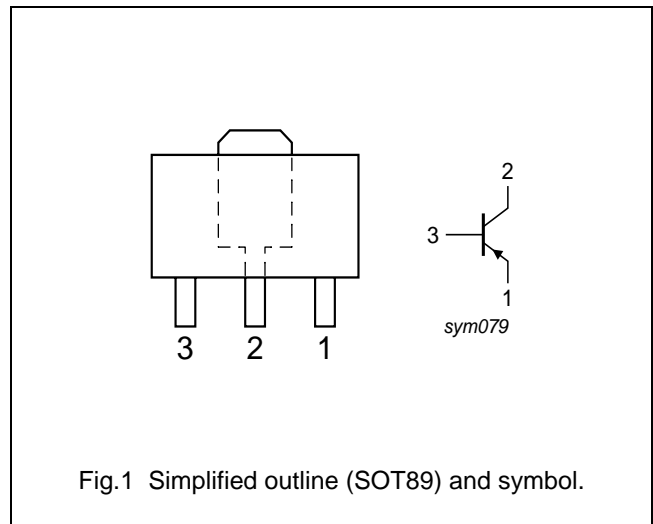 2
3
1
sym079
3 2 1
Fig.1 Simplified outline (SOT89) and symbol.